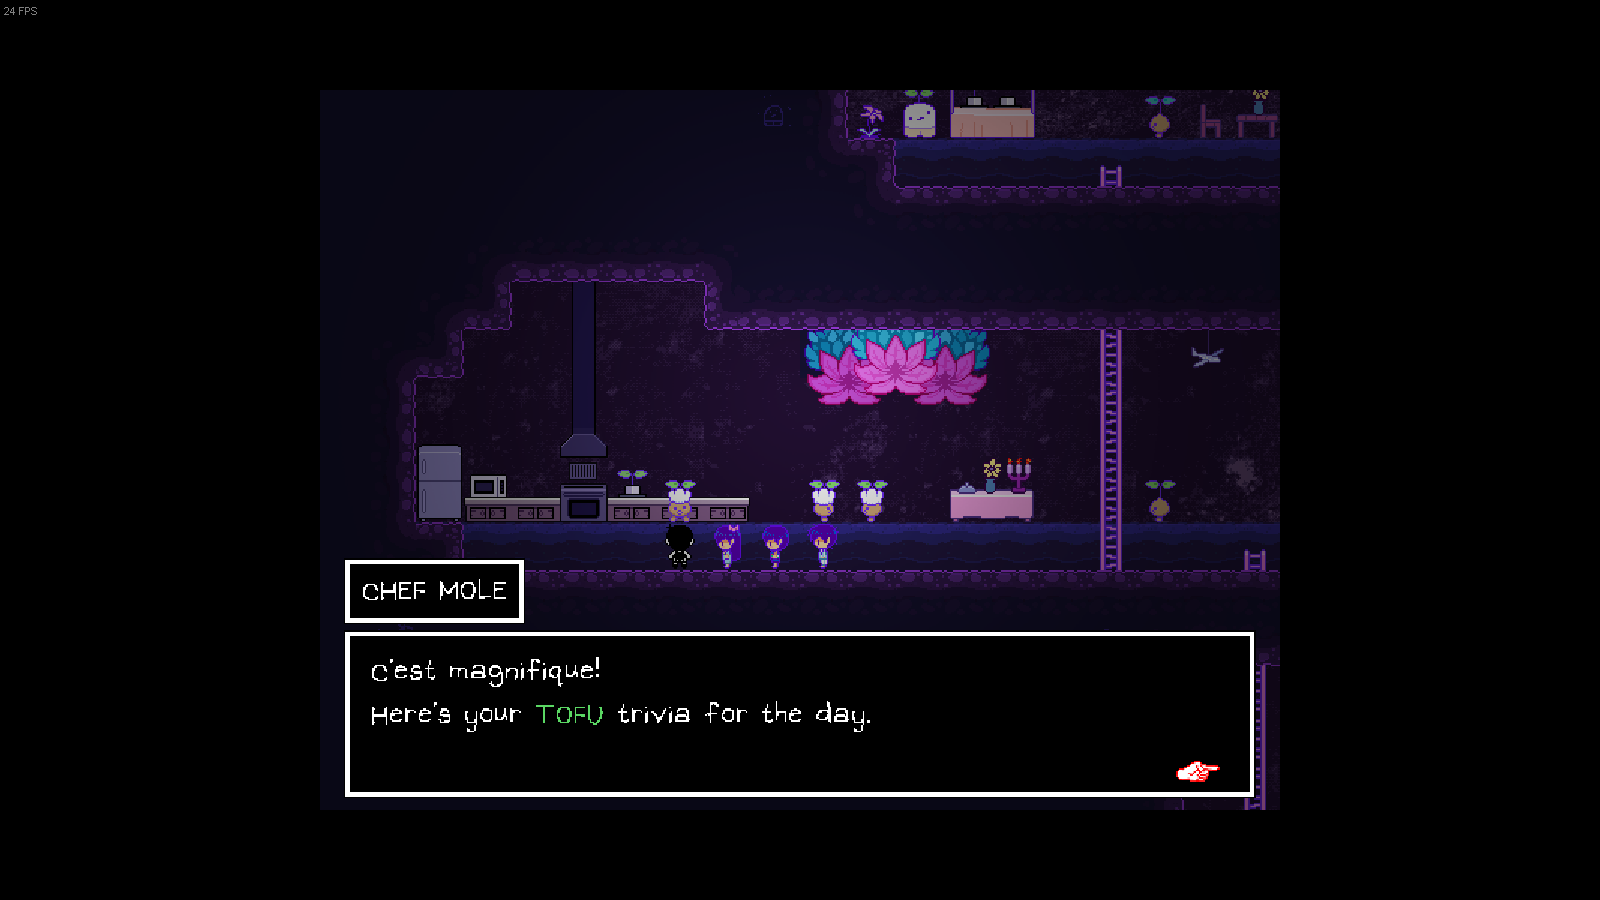 24 FPS
CHEF MOLE
C'est magnifique!
Here's your TOFU trivia for the day.